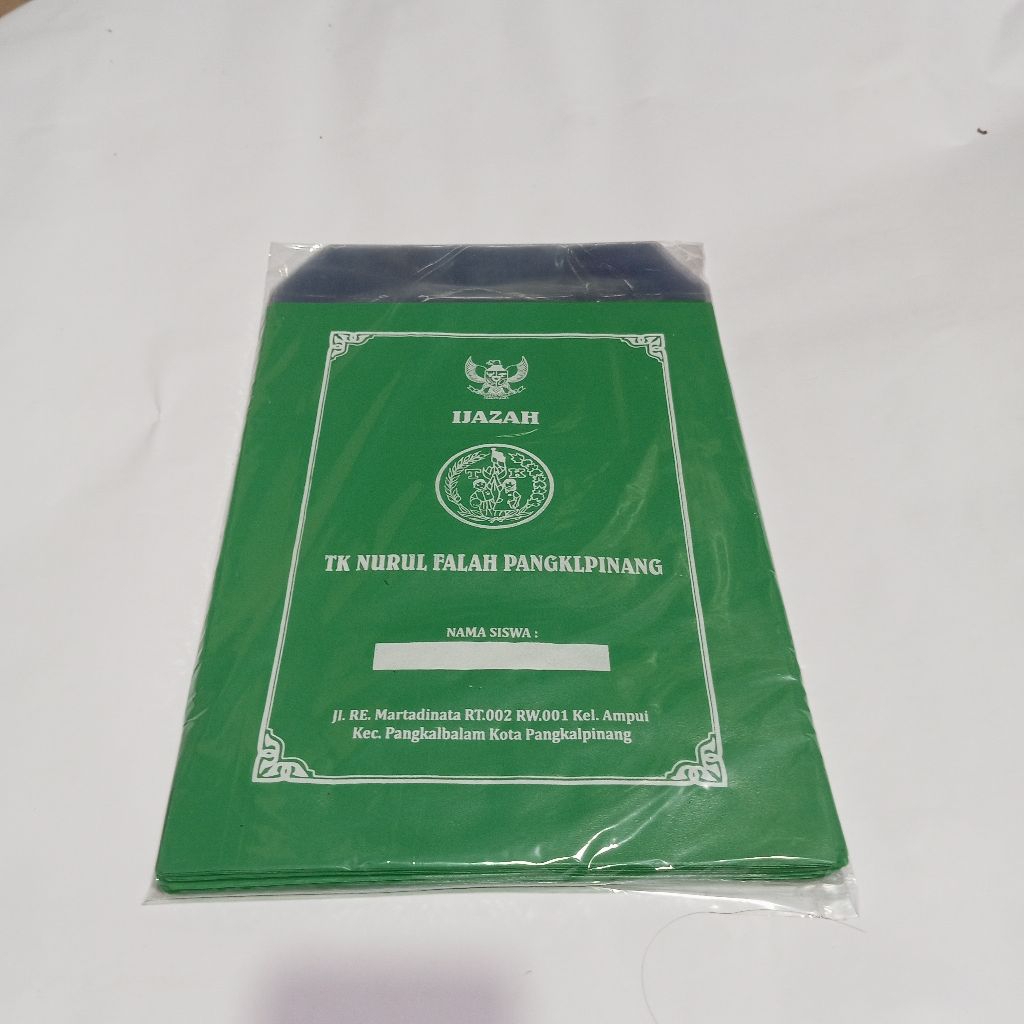 IJAZAH
TK
TK NURUL FALAH PANGKLPINANG
NAMA SISWA :
Jl. RE. Martadinata RT.002 RW.001 Kel. Ampui
Kec. Pangkalbalam Kota Pangkalpinang